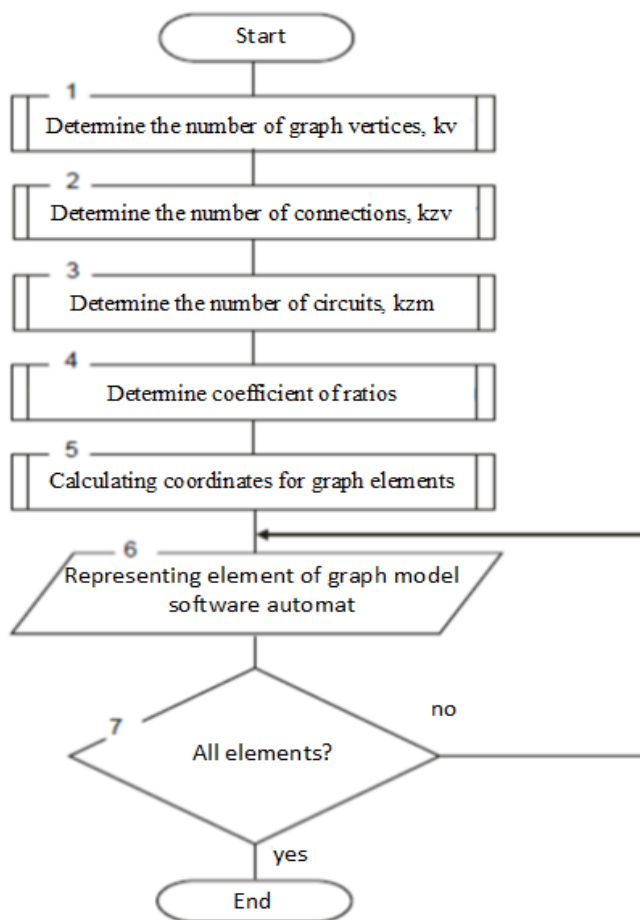 Start
1
Determine the number of graph vertices, kv
2
Determine the number of connections, kzv
3
Determine the number of circuits, kzm
4
Determine coefficient of ratios
5
Calculating coordinates for graph elements
6
Representing element of graph model
software automat
7
no
All elements?
yes
End